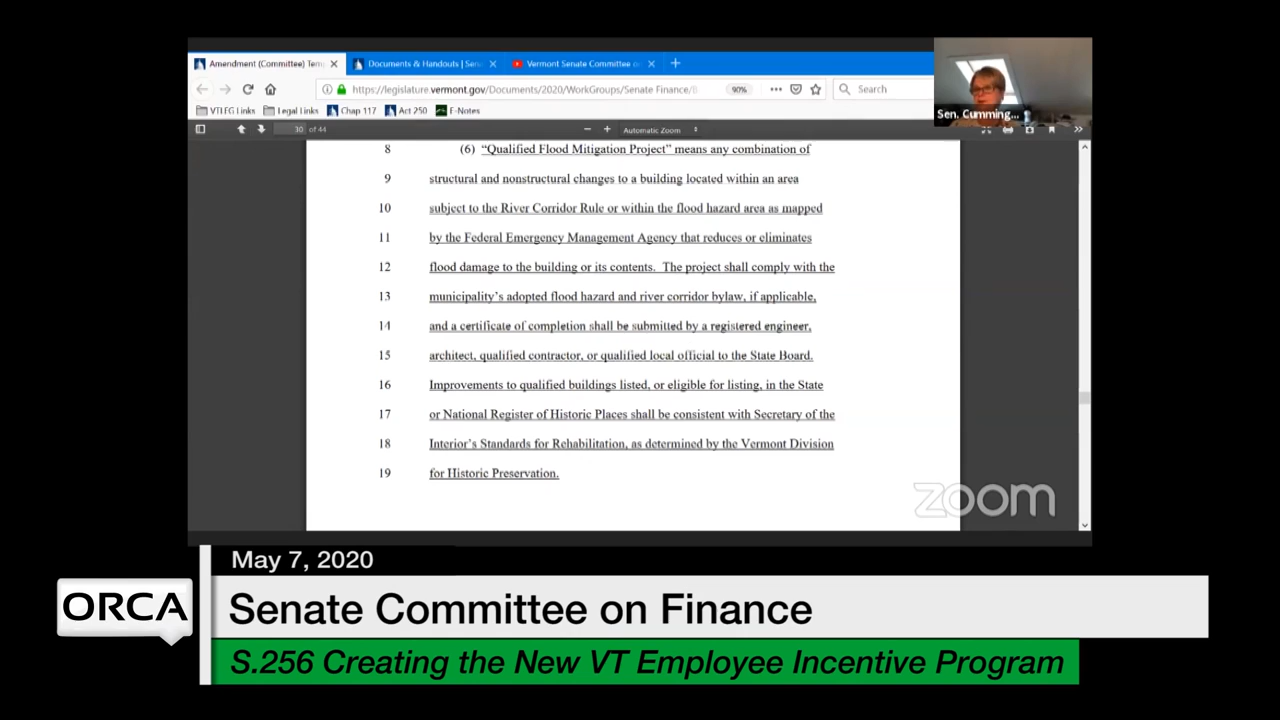 Amendment (Committee) Tem
Documents & Handouts | Sen
Vermont Senate Committee o
https://legislature.vermont.gov/Documents/2020/WorkGroups/Senate Finance/B
90%
Search
VTLEG Links
Legal Links
Chap 117
Act 250
E-Notes
Sen. Cumming...
30 of 44
Automatic Zoom
8 (6) “Qualified Flood Mitigation Project” means any combination of
9 structural and nonstructural changes to a building located within an area
10 subject to the River Corridor Rule or within the flood hazard area as mapped
11 by the Federal Emergency Management Agency that reduces or eliminates
12 flood damage to the building or its contents. The project shall comply with the
13 municipality’s adopted flood hazard and river corridor bylaw, if applicable,
14 and a certificate of completion shall be submitted by a registered engineer,
15 architect, qualified contractor, or qualified local official to the State Board.
16 Improvements to qualified buildings listed, or eligible for listing, in the State
17 or National Register of Historic Places shall be consistent with Secretary of the
18 Interior’s Standards for Rehabilitation, as determined by the Vermont Division
19 for Historic Preservation.
zoom
May 7, 2020
ORCA
Senate Committee on Finance
S.256 Creating the New VT Employee Incentive Program